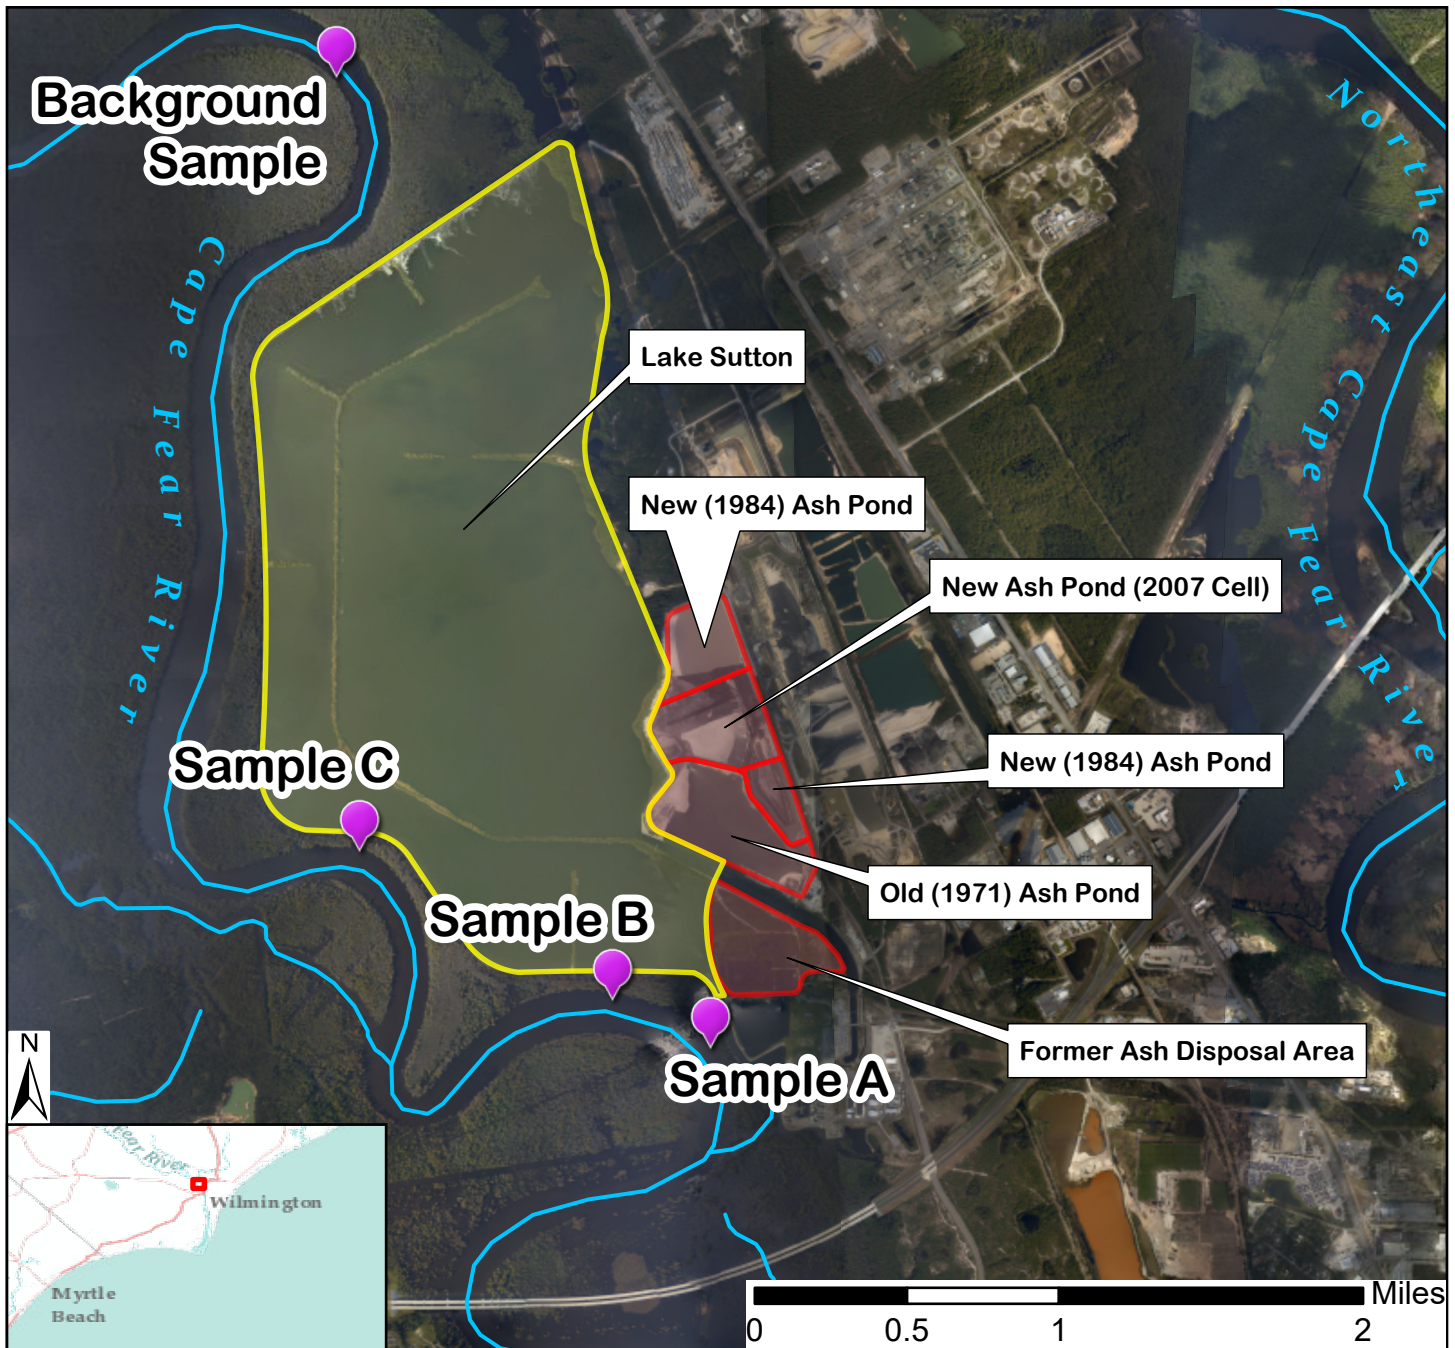 Background
Sample
Cape Fear River
Northeast Cape Fear River
Lake Sutton
New (1984) Ash Pond
New Ash Pond (2007 Cell)
New (1984) Ash Pond
Sample C
Old (1971) Ash Pond
Sample B
Former Ash Disposal Area
Sample A
N
Fear River
Wilmington
Myrtle
Beach
Miles
0 0.5 1 2